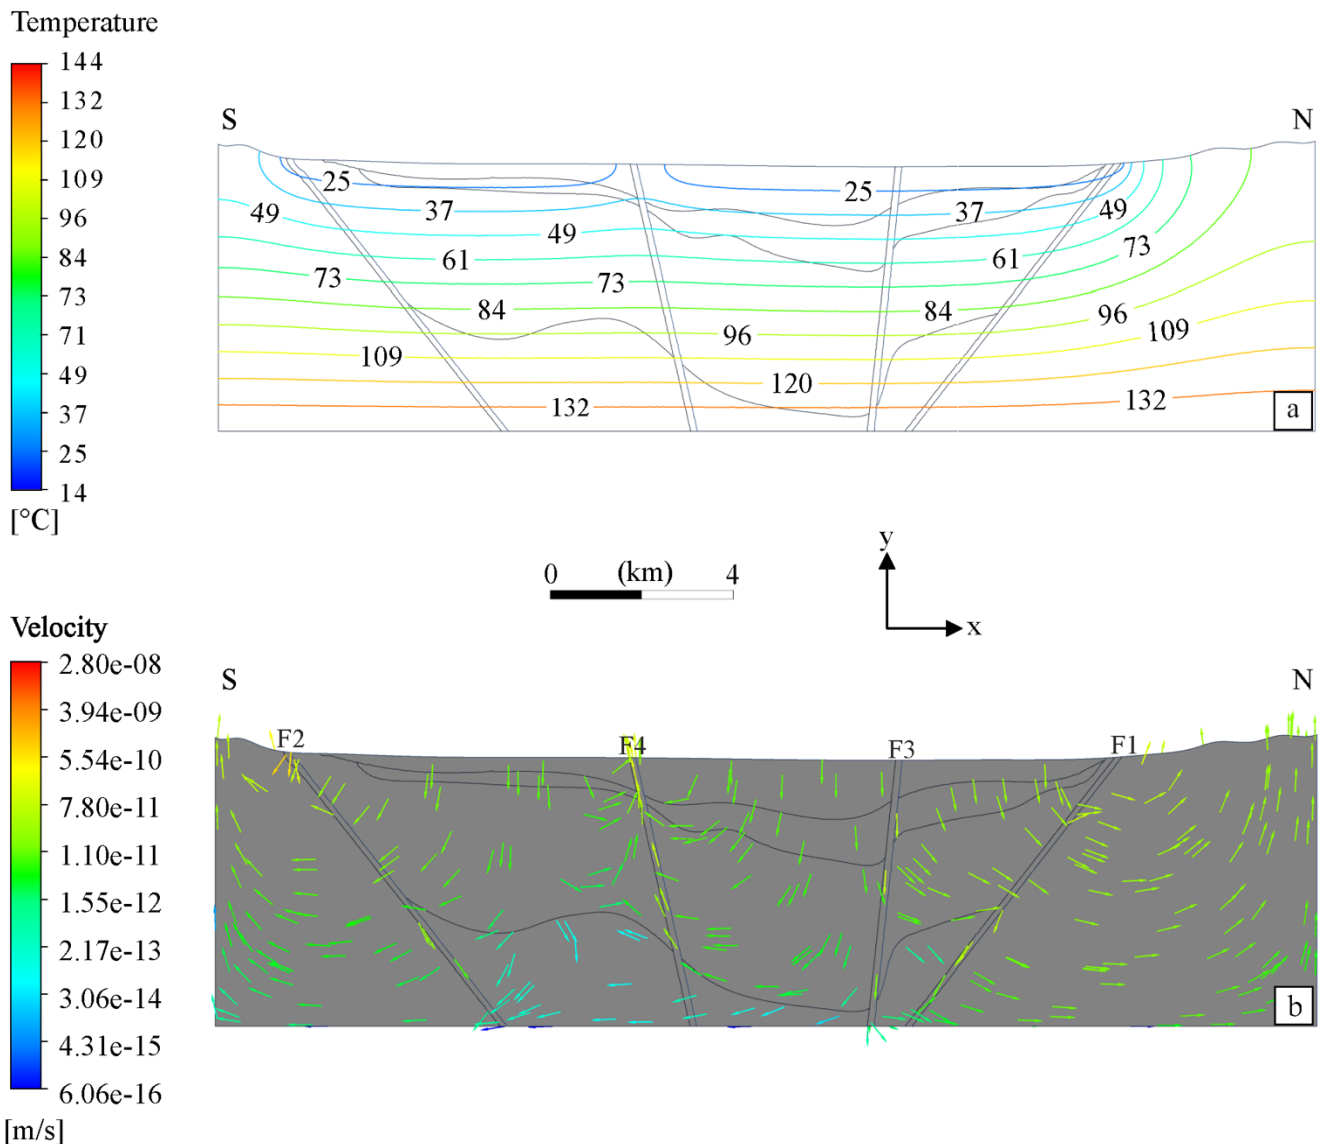 Temperature
144
132
120
109
96
84
73
71
49
37
25
14
[°C]
S
N
25
25
37
37
49
49
49
61
61
73
73
73
84
84
96
96
109
109
120
132
132
a
0 (km) 4
y
x
Velocity
2.80e-08
3.94e-09
5.54e-10
7.80e-11
1.10e-11
1.55e-12
2.17e-13
3.06e-14
4.31e-15
6.06e-16
[m/s]
S
N
F2
F4
F3
F1
b